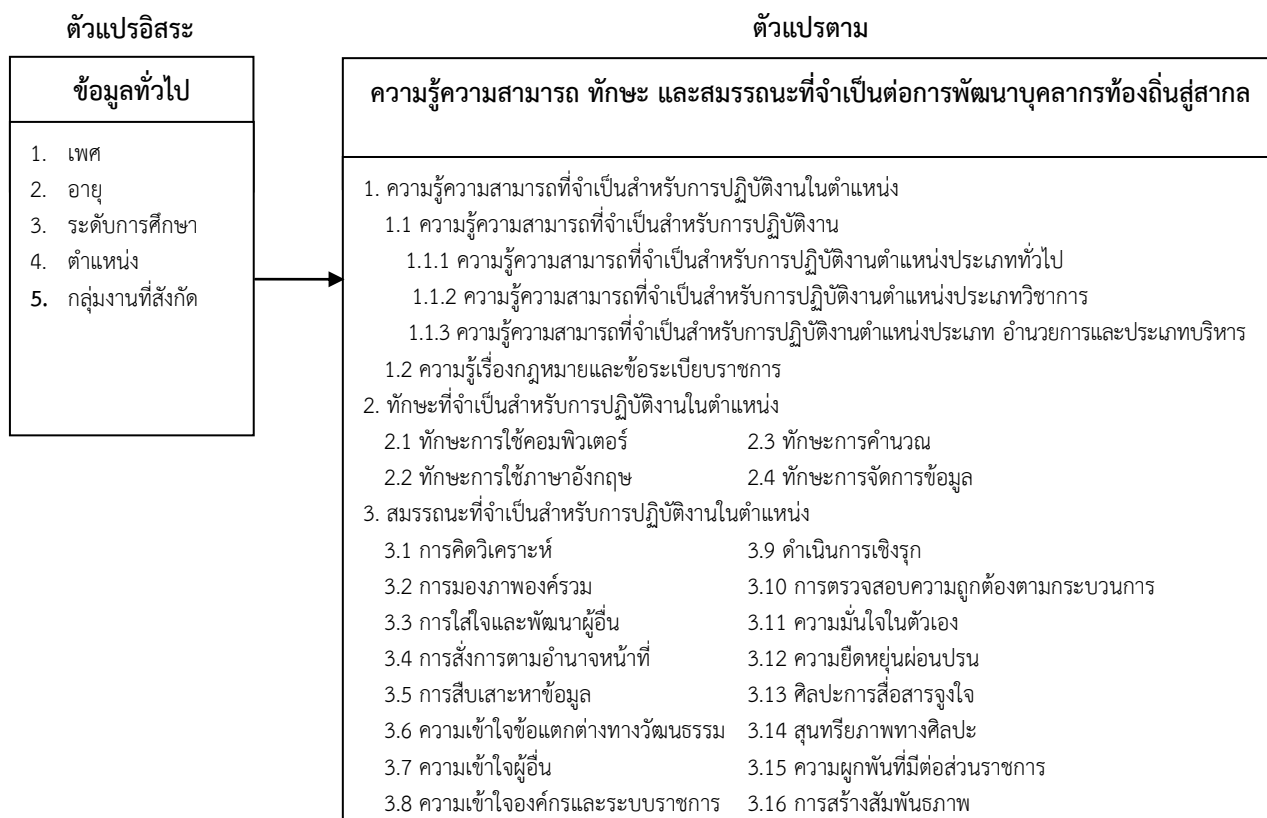 ตัวแปรอิสระ
ข้อมูลทั่วไป
1. เพศ
2. อายุ
3. ระดับการศึกษา
4. ตำแหน่ง
5. กลุ่มงานที่สังกัด
ตัวแปรตาม
ความรู้ความสามารถ ทักษะ และสมรรถนะที่จำเป็นต่อการพัฒนาบุคลากรท้องถิ่นสู่สากล
1. ความรู้ความสามารถที่จำเป็นสำหรับการปฏิบัติงานในตำแหน่ง
1.1 ความรู้ความสามารถที่จำเป็นสำหรับการปฏิบัติงาน
1.1.1 ความรู้ความสามารถที่จำเป็นสำหรับการปฏิบัติงานตำแหน่งประเภททั่วไป
1.1.2 ความรู้ความสามารถที่จำเป็นสำหรับการปฏิบัติงานตำแหน่งประเภทวิชาการ
1.1.3 ความรู้ความสามารถที่จำเป็นสำหรับการปฏิบัติงานตำแหน่งประเภท อำนวยการและประเภทบริหาร
1.2 ความรู้เรื่องกฎหมายและข้อระเบียบราชการ
2. ทักษะที่จำเป็นสำหรับการปฏิบัติงานในตำแหน่ง
2.1 ทักษะการใช้คอมพิวเตอร์ 2.3 ทักษะการคำนวณ
2.2 ทักษะการใช้ภาษาอังกฤษ 2.4 ทักษะการจัดการข้อมูล
3. สมรรถนะที่จำเป็นสำหรับการปฏิบัติงานในตำแหน่ง
3.1 การคิดวิเคราะห์ 3.9 ดำเนินการเชิงรุก
3.2 การมองภาพองค์รวม 3.10 การตรวจสอบความถูกต้องตามกระบวนการ
3.3 การใส่ใจและพัฒนาผู้อื่น 3.11 ความมั่นใจในตัวเอง
3.4 การสั่งการตามอำนาจหน้าที่ 3.12 ความยืดหยุ่นผ่อนปรน
3.5 การสืบเสาะหาข้อมูล 3.13 ศิลปะการสื่อสารจูงใจ
3.6 ความเข้าใจข้อแตกต่างทางวัฒนธรรม 3.14 สุนทรียภาพทางศิลปะ
3.7 ความเข้าใจผู้อื่น 3.15 ความผูกพันที่มีต่อส่วนราชการ
3.8 ความเข้าใจองค์กรและระบบราชการ 3.16 การสร้างสัมพันธภาพ